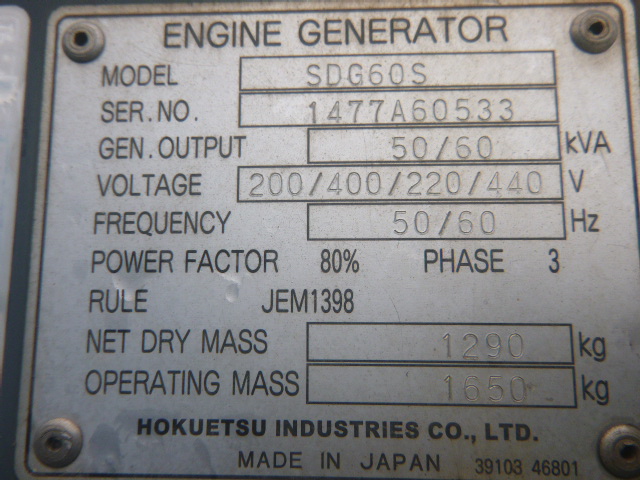 ENGINE GENERATOR
MODEL SDG60S
SER.NO. 1477A60533
GEN.OUTPUT 50/60 kVA
VOLTAGE 200/400/220/440 V
FREQUENCY 50/60 Hz
POWER FACTOR 80% PHASE 3
RULE JEM1398
NET DRY MASS 1290 kg
OPERATING MASS 1650 kg
HOKUETSU INDUSTRIES CO., LTD.
MADE IN JAPAN 39103 46801